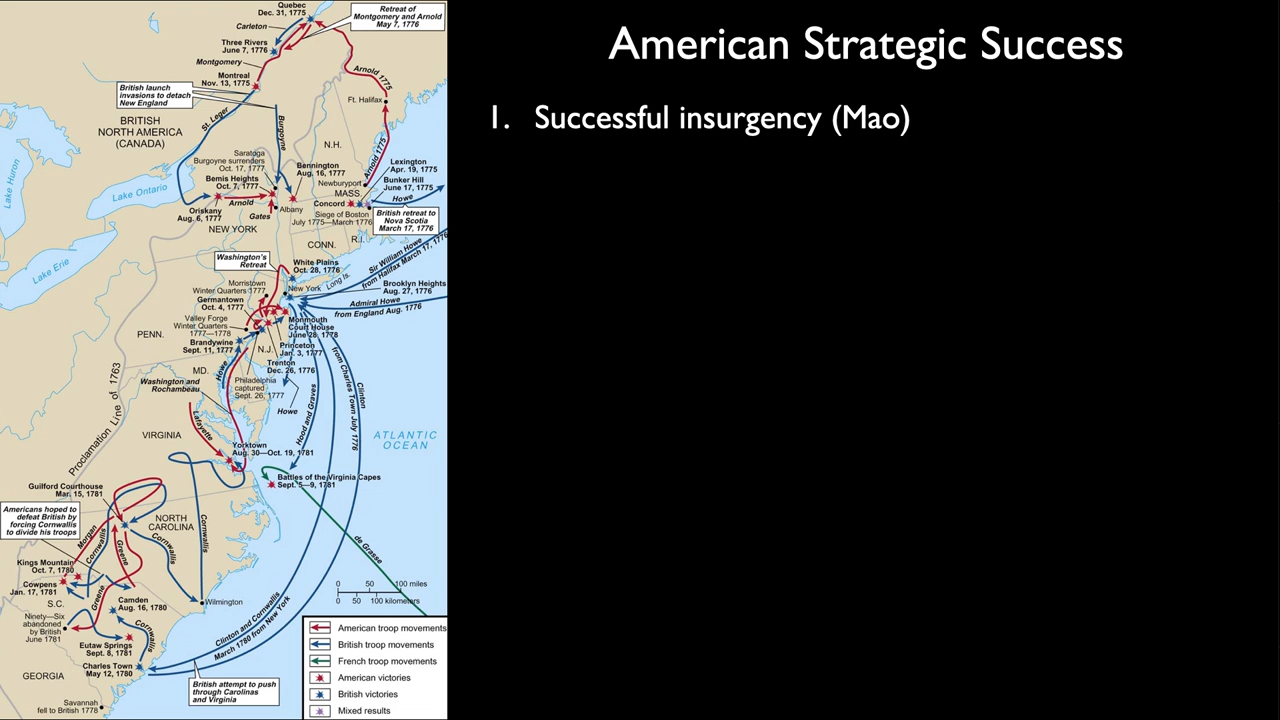 American Strategic Success
1. Successful insurgency (Mao)
Quebec
Dec. 31, 1775
Carleton
Retreat of
Montgomery and Arnold
May 7, 1776
Three Rivers
June 7, 1776
Montgomery
Montreal
Nov. 13, 1775
Arnold 1775
British launch
invasions to detach
New England
Ft. Halifax
BRITISH
NORTH AMERICA
(CANADA)
St. Leger
Burgoyne
Arnold 1775
N.H.
Saratoga
Burgoyne surrenders
Oct. 17, 1777
Bennington
Aug. 16, 1777
Lexington
Apr. 19, 1775
Bemis Heights
Oct. 7, 1777
Newburyport
Bunker Hill
June 17, 1775
MASS.
Howe
Lake Huron
Lake Ontario
Concord
Oriskany
Aug. 6, 1777
Arnold
Gates
Albany
Siege of Boston
July 1775—March 1776
British retreat to
Nova Scotia
March 17, 1776
NEW YORK
CONN.
R.I.
Lake Erie
Washington's
Retreat
White Plains
Oct. 28, 1776
Sir William Howe
from Halifax March 17, 1776
Long Is.
Morristown
Winter Quarters 1777
New York
Brooklyn Heights
Aug. 27, 1776
Germantown
Oct. 4, 1777
Admiral Howe
from England Aug. 1776
Valley Forge
Winter Quarters
1777—1778
Monmouth
Court House
June 28, 1778
PENN.
Brandywine
Sept. 11, 1777
N.J.
Princeton
Jan. 3, 1777
Trenton
Dec. 26, 1776
MD.
Howe
Washington and
Rochambeau
Philadelphia
captured
Sept. 26, 1777
Howe
Proclamation Line of 1763
Lafayette
Hood and Graves
Clinton
from Charles Town July 1776
VIRGINIA
ATLANTIC
OCEAN
Yorktown
Aug. 30—Oct. 19, 1781
Battles of the Virginia Capes
Sept. 5—9, 1781
Guilford Courthouse
Mar. 15, 1781
Americans hoped to
defeat British by
forcing Cornwallis
to divide his troops
NORTH
CAROLINA
Morgan
Cornwallis
Greene
Cornwallis
Cornwallis
de Grasse
Kings Mountain
Oct. 7, 1780
Cowpens
Jan. 17, 1781
0 50 100 miles
0 50 100 kilometers
S.C.
Greene
Camden
Aug. 16, 1780
Wilmington
Ninety—Six
abandoned
by British
June 1781
Cornwallis
Clinton and Cornwallis
March 1780 from New York
Eutaw Springs
Sept. 8, 1781
Charles Town
May 12, 1780
GEORGIA
British attempt to push
through Carolinas
and Virginia
Savannah
fell to British 1778
American troop movements
British troop movements
French troop movements
American victories
British victories
Mixed results